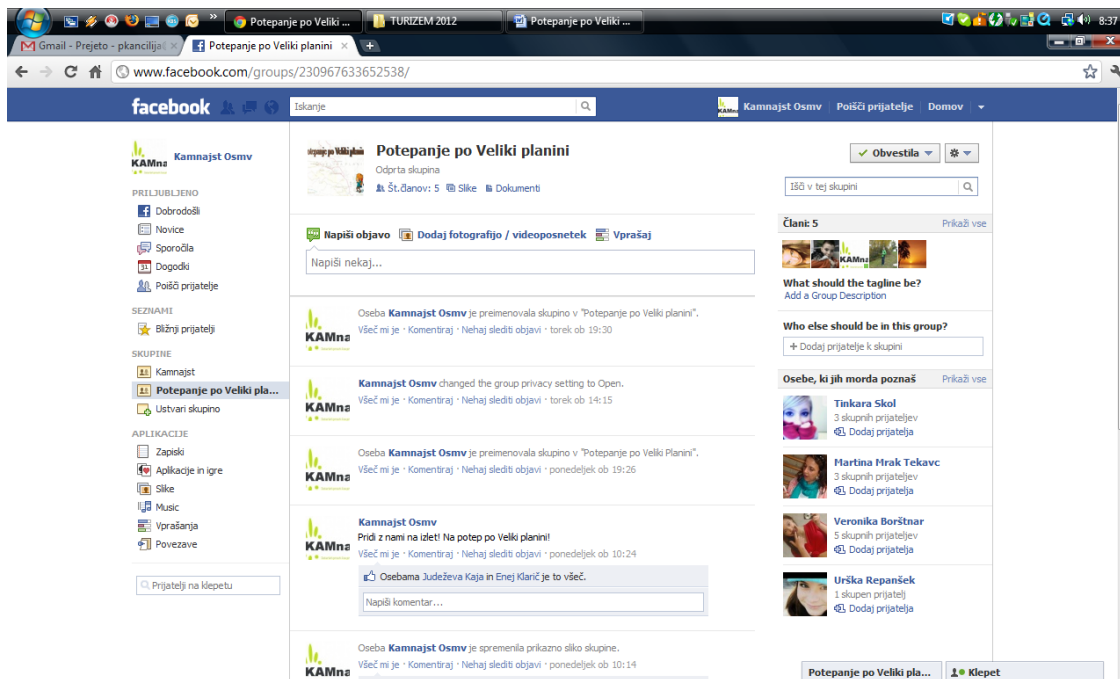 Potepanje po Veliki ...
TURIZEM 2012
Potepanje po Veliki ...
8:37
Gmail - Prejeto - pkancilija
Potepanje po Veliki planini
www.facebook.com/groups/230967633652538/
facebook
Iskanje
Kamnajst Osmv
Poišči prijatelje
Domov
KAMna
Kamnajst Osmv
PRILJUBLJENO
Dobrodošli
Novice
Sporočila
Dogodki
Poišči prijatelje
SEZNAMI
Bližnji prijatelji
SKUPINE
Kamnajst
Potepanje po Veliki pla...
Ustvari skupino
APLIKACIJE
Zapiski
Aplikacije in igre
Slike
Music
Vprašanja
Povezave
Prijatelji na klepetu
Potepanje po Veliki planini
Odprta skupina
Št.članov: 5 Slike Dokumenti
Obvestila
Napiši objavo Dodaj fotografijo / videoposnetek Vprašaj
Napiši nekaj...
KAMna
Oseba Kamnajst Osmv je preimenovala skupino v "Potepanje po Veliki planini".
Všeč mi je · Komentiraj · Nehaj slediti objavi · torek ob 19:30
KAMna
Kamnajst Osmv changed the group privacy setting to Open.
Všeč mi je · Komentiraj · Nehaj slediti objavi · torek ob 14:15
KAMna
Oseba Kamnajst Osmv je preimenovala skupino v "Potepanje po Veliki Planini".
Všeč mi je · Komentiraj · Nehaj slediti objavi · ponedeljek ob 19:26
KAMna
Kamnajst Osmv
Pridi z nami na izlet! Na potep po Veliki planini!
Všeč mi je · Komentiraj · Nehaj slediti objavi · ponedeljek ob 10:24
Osebama Judeževa Kaja in Enej Klarič je to všeč.
Napiši komentar...
KAMna
Oseba Kamnajst Osmv je spremenila prikazno sliko skupine.
Všeč mi je · Komentiraj · Nehaj slediti objavi · ponedeljek ob 10:14
Išči v tej skupini
Člani: 5
Prikaži vse
KAMna
What should the tagline be?
Add a Group Description
Who else should be in this group?
+ Dodaj prijatelje k skupini
Osebe, ki jih morda poznaš
Prikaži vse
Tinkara Skol
3 skupnih prijateljev
Dodaj prijatelja
Martina Mrak Tekavc
3 skupnih prijateljev
Dodaj prijatelja
Veronika Borštnar
5 skupnih prijateljev
Dodaj prijatelja
Urška Repanšek
1 skupen prijatelj
Dodaj prijatelja
Potepanje po Veliki pla...
1 Klepet